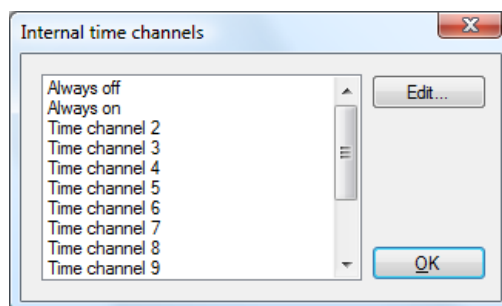 Internal time channels
Always off
Always on
Time channel 2
Time channel 3
Time channel 4
Time channel 5
Time channel 6
Time channel 7
Time channel 8
Time channel 9
Edit...
OK